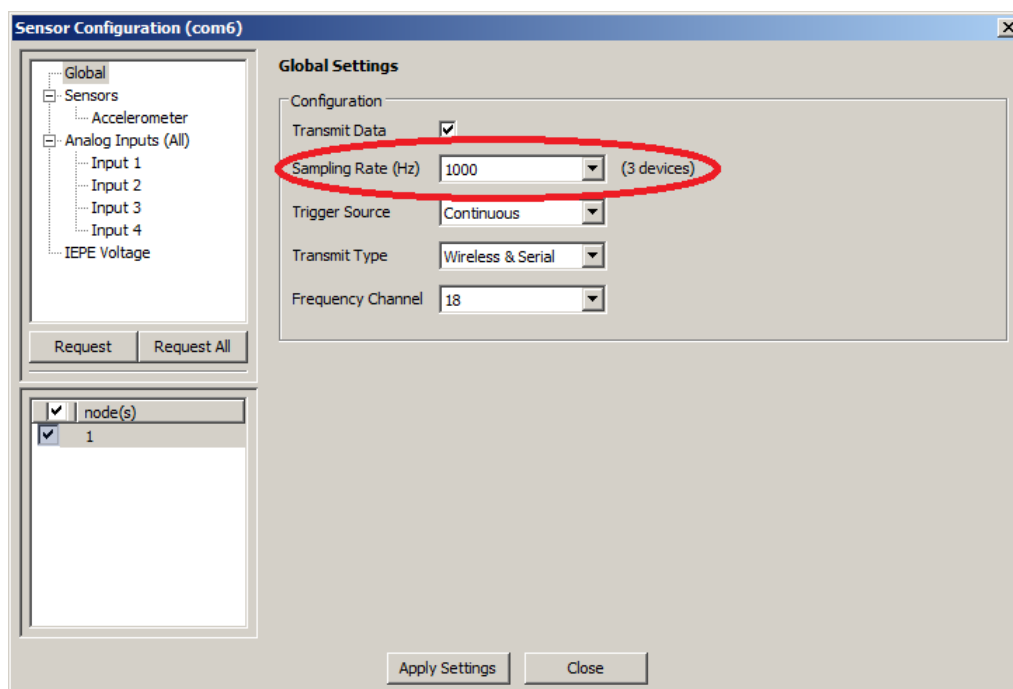 Sensor Configuration (com6)
Global
Sensors
Accelerometer
Analog Inputs (All)
Input 1
Input 2
Input 3
Input 4
IEPE Voltage
Request
Request All
node(s)
1
Global Settings
Configuration
Transmit Data
Sampling Rate (Hz) 1000 (3 devices)
Trigger Source Continuous
Transmit Type Wireless & Serial
Frequency Channel 18
Apply Settings
Close